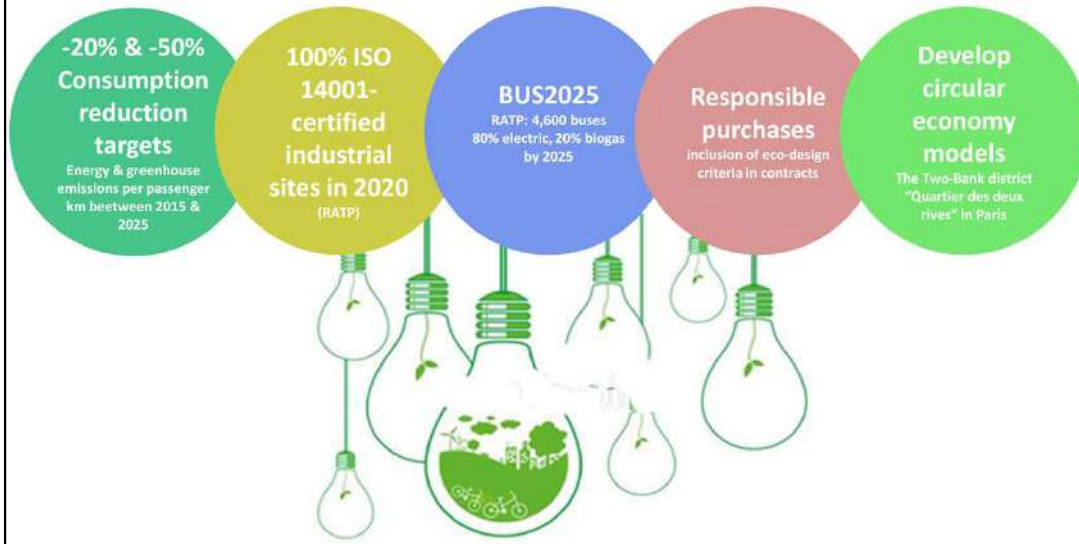 -20% & -50%
Consumption
reduction
targets
Energy & greenhouse
emissions per passenger
km beetween 2015 &
2025
100% ISO
14001-
certified
industrial
sites in 2020
(RATP)
BUS2025
RATP: 4,600 buses
80% electric, 20% biogas
by 2025
Responsible
purchases
inclusion of eco-design
criteria in contracts
Develop
circular
economy
models
The Two-Bank district
"Quartier des deux
rives" in Paris